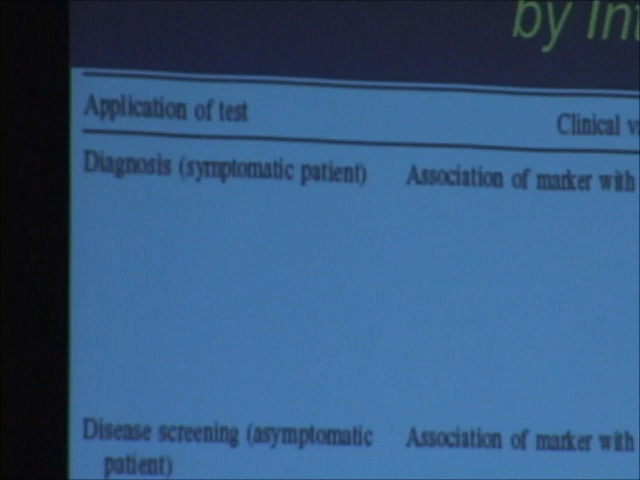 by Int
Application of test
Clinical v
Diagnosis (symptomatic patient)
Association of marker with
Disease screening (asymptomatic
patient)
Association of marker with